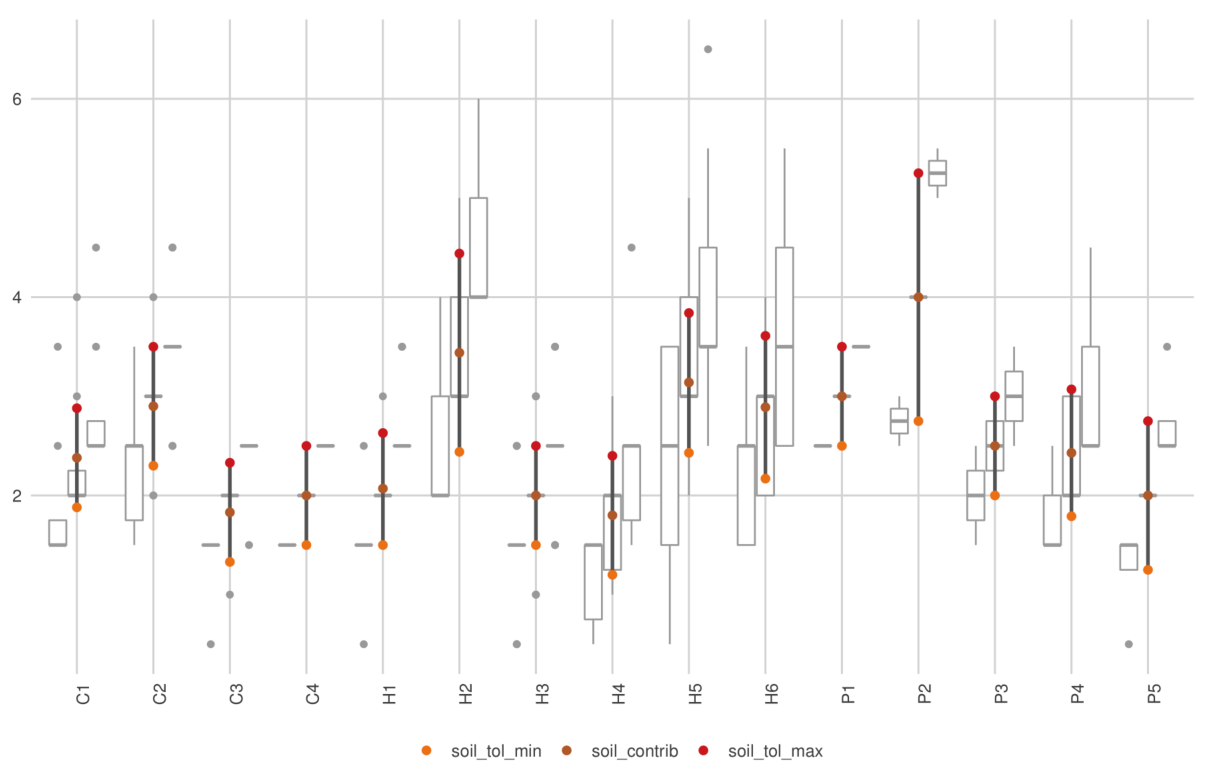 6
4
2
C1 C2 C3 C4 H1 H2 H3 H4 H5 H6 P1 P2 P3 P4 P5
soil_tol_min soil_contrib soil_tol_max